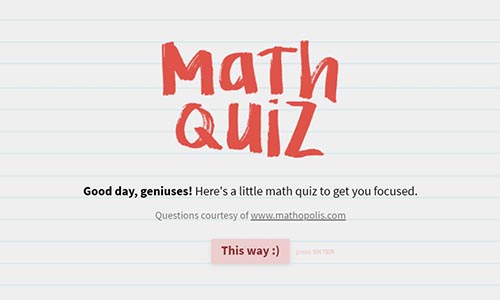 MATH
QUIZ
Good day, geniuses! Here's a little math quiz to get you focused.
Questions courtesy of www.mathopolis.com
This way :) press ENTER